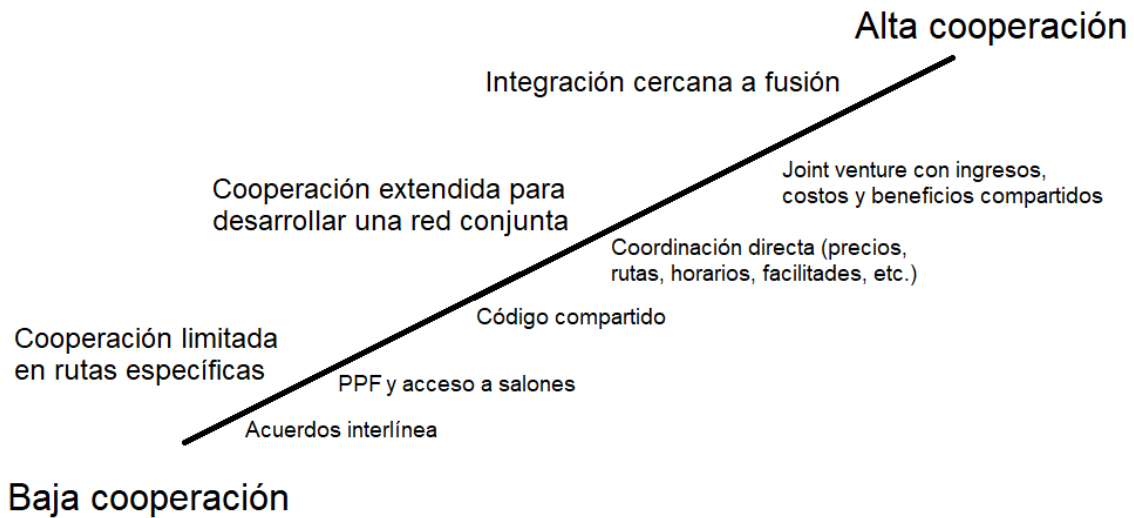 Alta cooperación
Integración cercana a fusión
Joint venture con ingresos,
costos y beneficios compartidos
Cooperación extendida para
desarrollar una red conjunta
Coordinación directa (precios,
rutas, horarios, facilitades, etc.)
Código compartido
Cooperación limitada
en rutas específicas
PPF y acceso a salones
Acuerdos interlínea
Baja cooperación